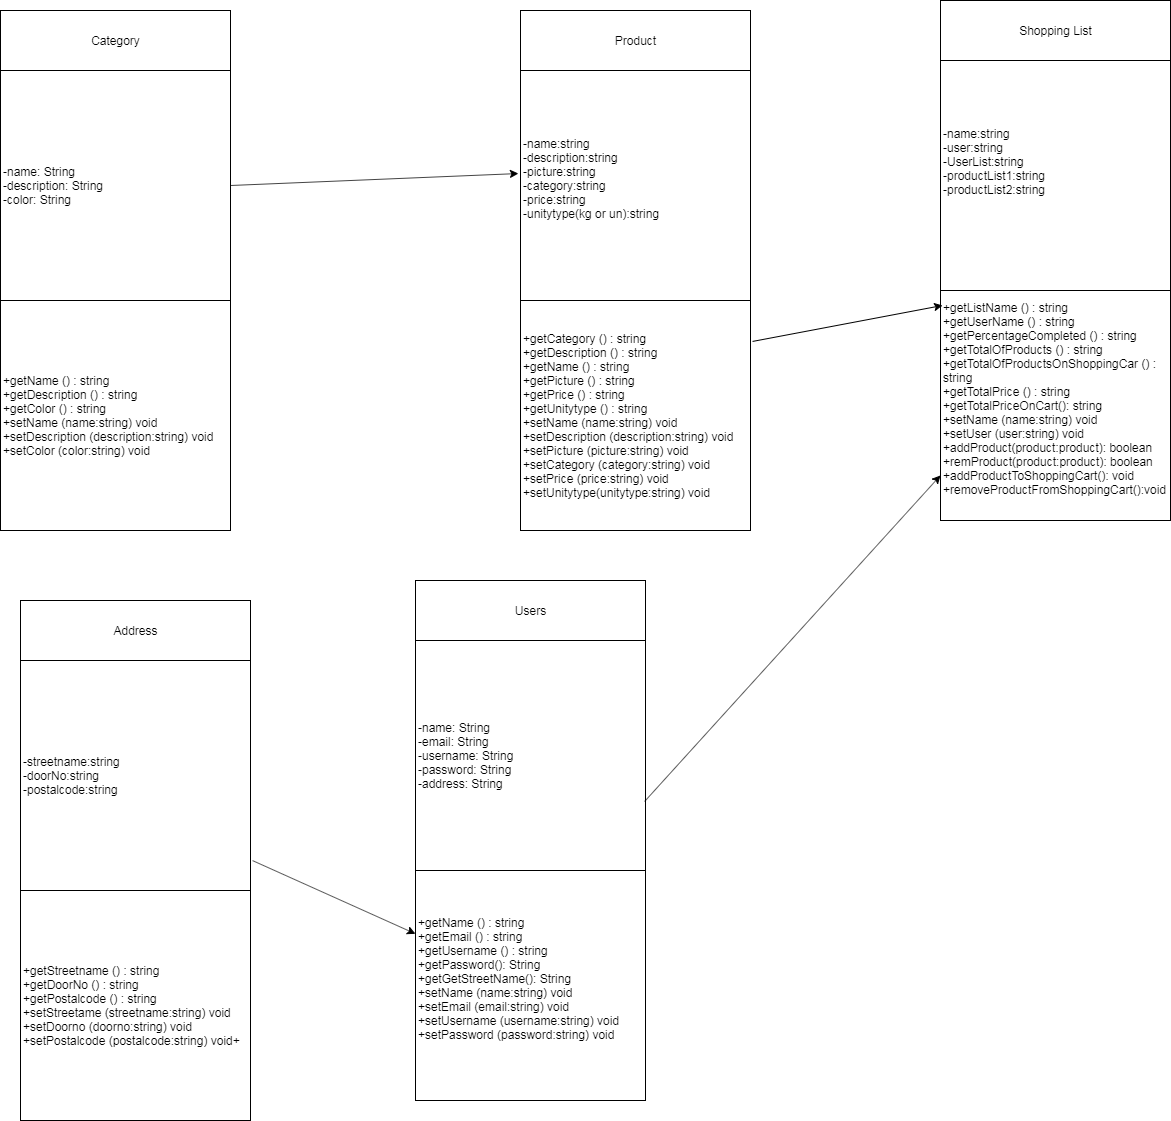 Category
-name: String
-description: String
-color: String
+getName () : string
+getDescription () : string
+getColor () : string
+setName (name:string) void
+setDescription (description:string) void
+setColor (color:string) void
Product
-name:string
-description:string
-picture:string
-category:string
-price:string
-unitytype(kg or un):string
+getCategory () : string
+getDescription () : string
+getName () : string
+getPicture () : string
+getPrice () : string
+getUnitytype () : string
+setName (name:string) void
+setDescription (description:string) void
+setPicture (picture:string) void
+setCategory (category:string) void
+setPrice (price:string) void
+setUnitytype(unitytype:string) void
Shopping List
-name:string
-user:string
-UserList:string
-productList1:string
-productList2:string
+getListName () : string
+getUserName () : string
+getPercentageCompleted () : string
+getTotalOfProducts () : string
+getTotalOfProductsOnShoppingCar () :
string
+getTotalPrice () : string
+getTotalPriceOnCart(): string
+setName (name:string) void
+setUser (user:string) void
+addProduct(product:product): boolean
+remProduct(product:product): boolean
+addProductToShoppingCart(): void
+removeProductFromShoppingCart():void
Address
-streetname:string
-doorNo:string
-postalcode:string
+getStreetname () : string
+getDoorNo () : string
+getPostalcode () : string
+setStreetame (streetname:string) void
+setDoorno (doorno:string) void
+setPostalcode (postalcode:string) void+
Users
-name: String
-email: String
-username: String
-password: String
-address: String
+getName () : string
+getEmail () : string
+getUsername () : string
+getPassword(): String
+getGetStreetName(): String
+setName (name:string) void
+setEmail (email:string) void
+setUsername (username:string) void
+setPassword (password:string) void